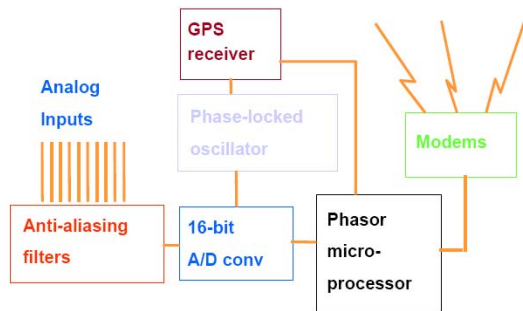 GPS
receiver
Analog
Inputs
Phase-locked
oscillator
Modems
Anti-aliasing
filters
16-bit
A/D conv
Phasor
micro-
processor